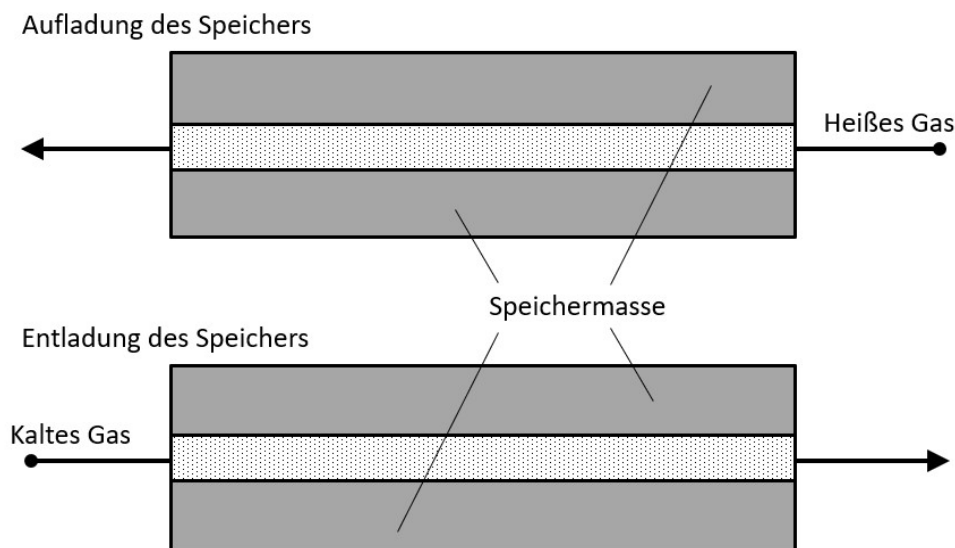 Aufladung des Speichers
Heißes Gas
Speichermasse
Entladung des Speichers
Kaltes Gas